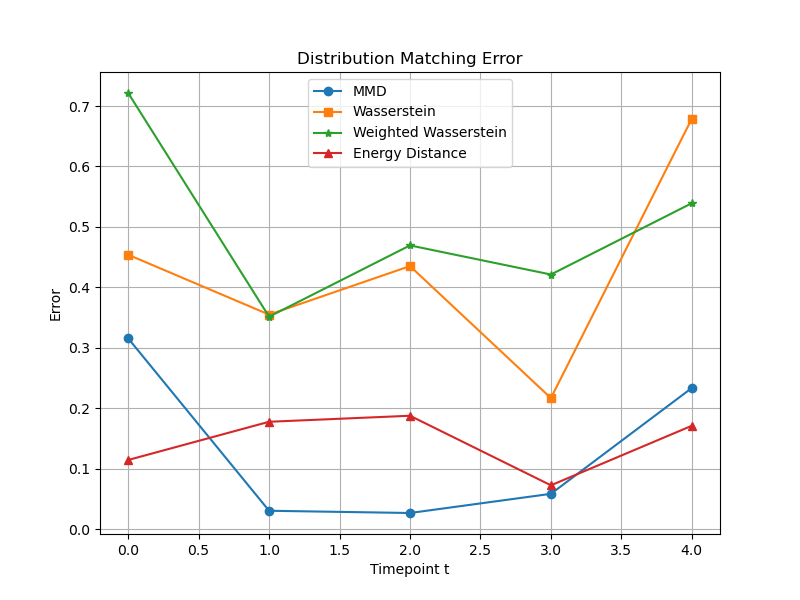 Distribution Matching Error
MMD
Wasserstein
Weighted Wasserstein
Energy Distance
Error
0.7
0.6
0.5
0.4
0.3
0.2
0.1
0.0
0.0 0.5 1.0 1.5 2.0 2.5 3.0 3.5 4.0
Timepoint t